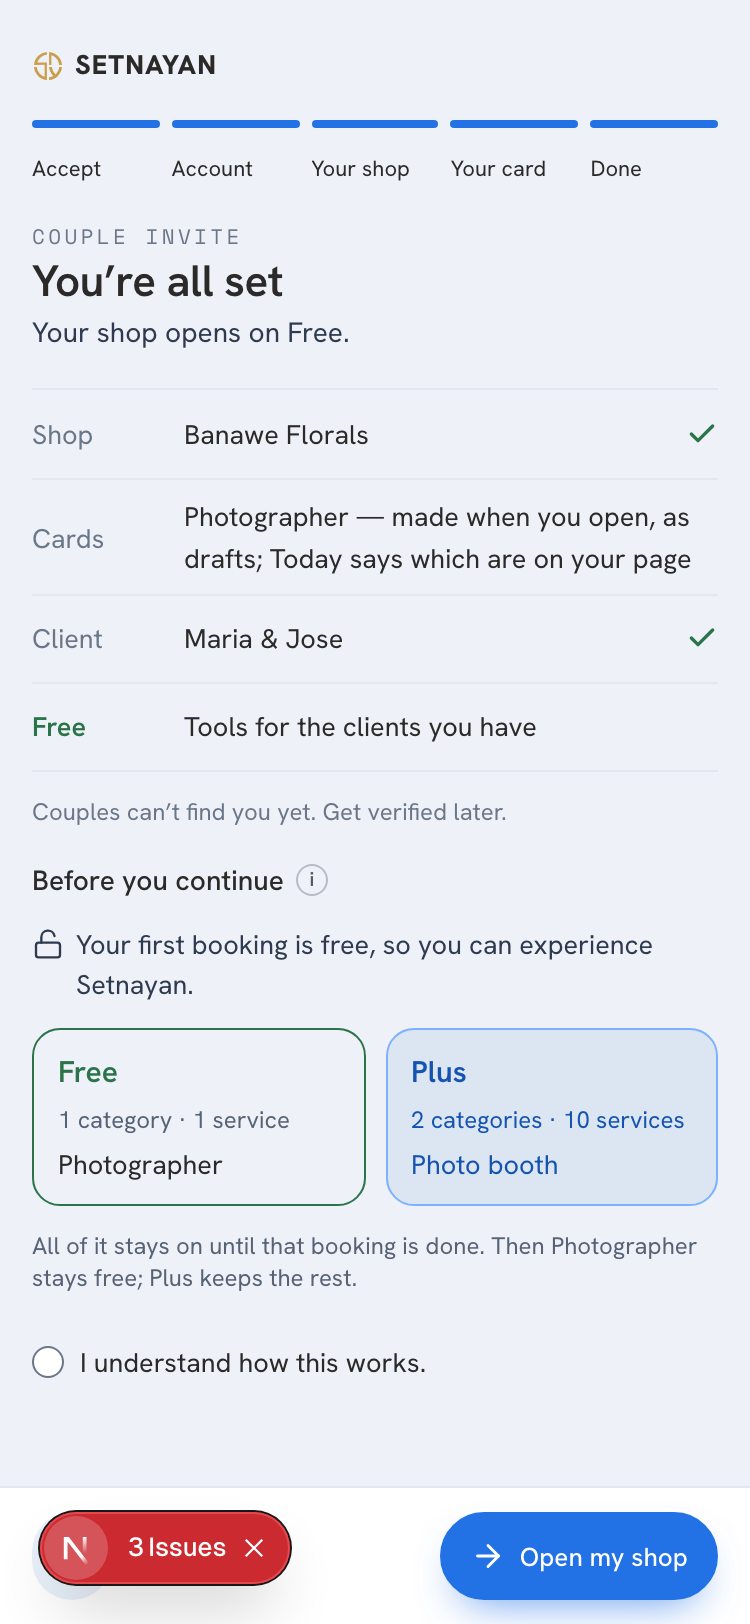 SETNAYAN
Accept
Account
Your shop
Your card
Done
COUPLE INVITE
You’re all set
Your shop opens on Free.
Shop
Banawe Florals
Cards
Photographer — made when you open, as
drafts; Today says which are on your page
Client
Maria & Jose
Free
Tools for the clients you have
Couples can’t find you yet. Get verified later.
Before you continue
i
Your first booking is free, so you can experience
Setnayan.
Free
1 category · 1 service
Photographer
Plus
2 categories · 10 services
Photo booth
All of it stays on until that booking is done. Then Photographer
stays free; Plus keeps the rest.
I understand how this works.
N
3 Issues
Open my shop